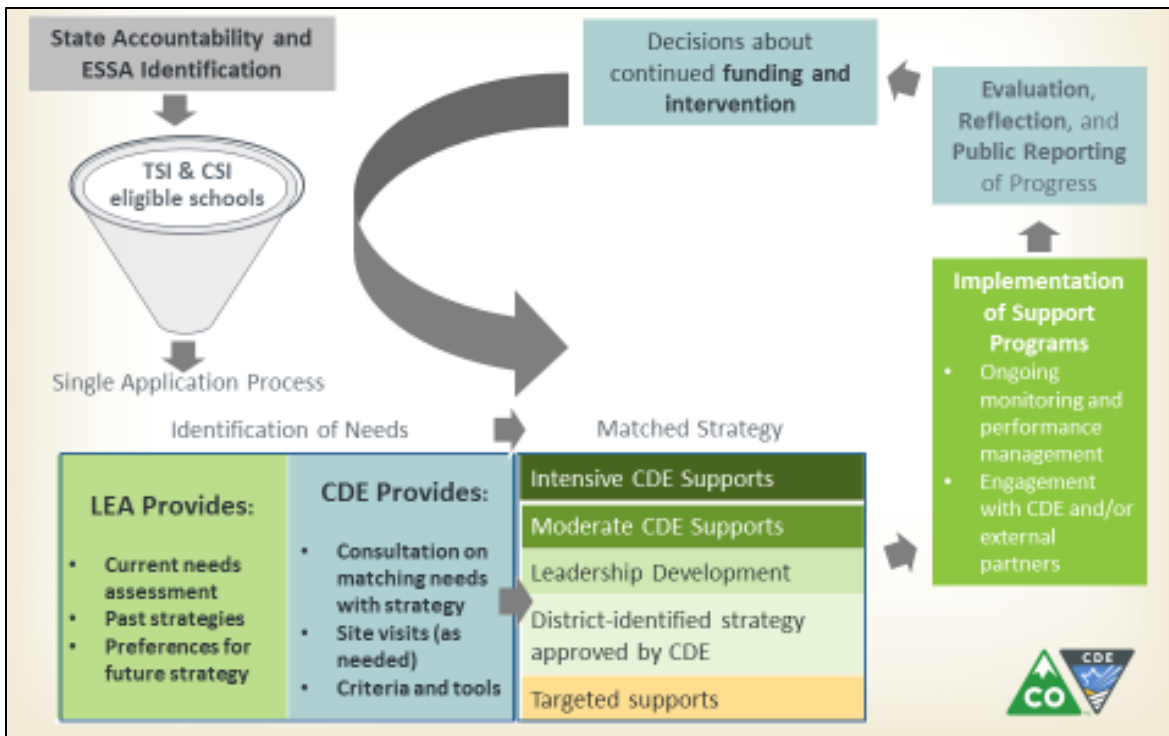 State Accountability and
ESSA Identification
TSI & CSI
eligible schools
Single Application Process
Decisions about
continued funding and
intervention
Evaluation,
Reflection, and
Public Reporting
of Progress
Implementation
of Support
Programs
• Ongoing
monitoring and
performance
management
• Engagement
with CDE and/or
external
partners
Identification of Needs
Matched Strategy
LEA Provides:
• Current needs
assessment
• Past strategies
• Preferences for
future strategy
CDE Provides:
• Consultation on
matching needs
with strategy
• Site visits (as
needed)
• Criteria and tools
Intensive CDE Supports
Moderate CDE Supports
Leadership Development
District-identified strategy
approved by CDE
Targeted supports
CO
CDE